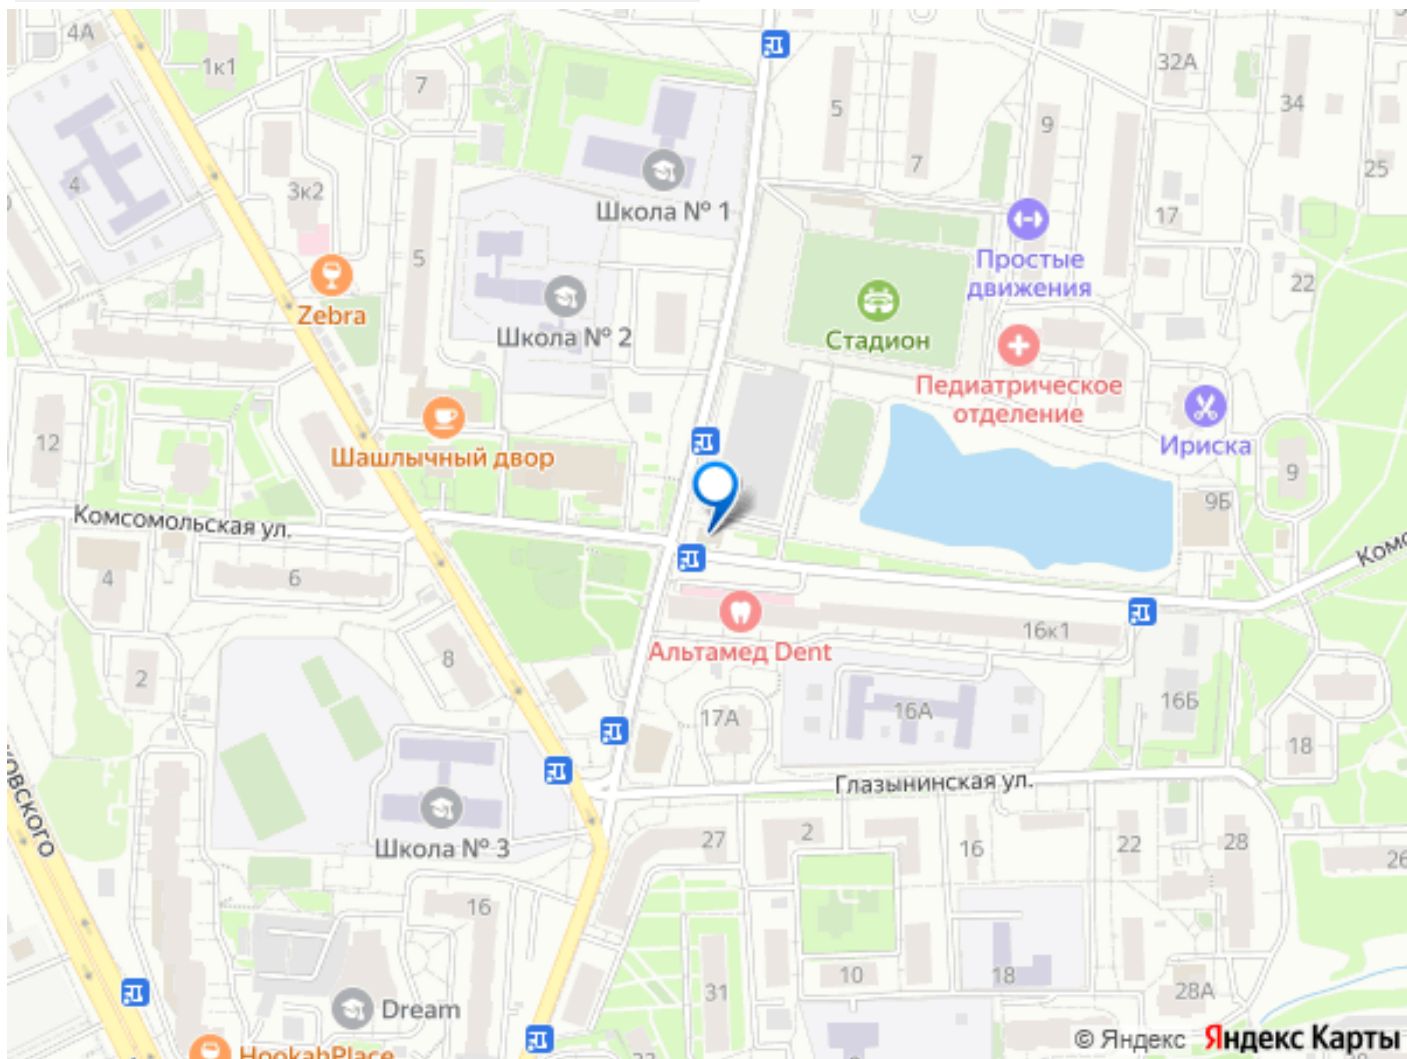 4А
1к1
7
5
32А
34
9
7
25
4
3к2
Школа № 1
17
5
Простые
движения
22
Zebra
Школа № 2
Стадион
Педиатрическое
отделение
12
Шашлычный двор
Ириска
9
9Б
Комсомольская ул.
4
6
16к1
8
Альтамед Dent
2
17А
16А
16Б
18
Глазынинская ул.
Школа № 3
27
2
16
22
28
26
16
31
10
18
28А
Dream
HookahPlace
© Яндекс Яндекс Карты